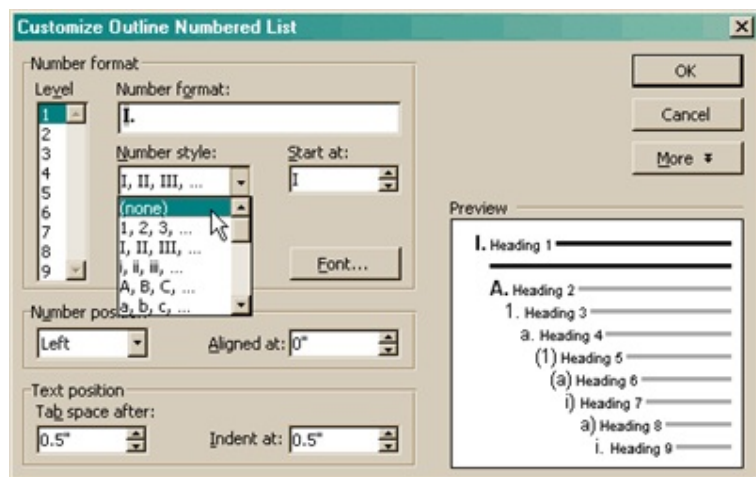 Customize Outline Numbered List
Number format
Level
Number format:
1
2
3
4
5
6
7
8
9
I.
Number style:
Start at:
I, II, III, ...
I
(none)
1, 2, 3, ...
I, II, III, ...
i, ii, iii, ...
A, B, C, ...
a, b, c, ...
Font...
OK
Cancel
More
Preview
I. Heading 1
A. Heading 2
1. Heading 3
a. Heading 4
(1) Heading 5
(a) Heading 6
i) Heading 7
a) Heading 8
i. Heading 9
Number pos
Left
Aligned at: 0"
Text position
Tab space after:
0.5"
Indent at: 0.5"